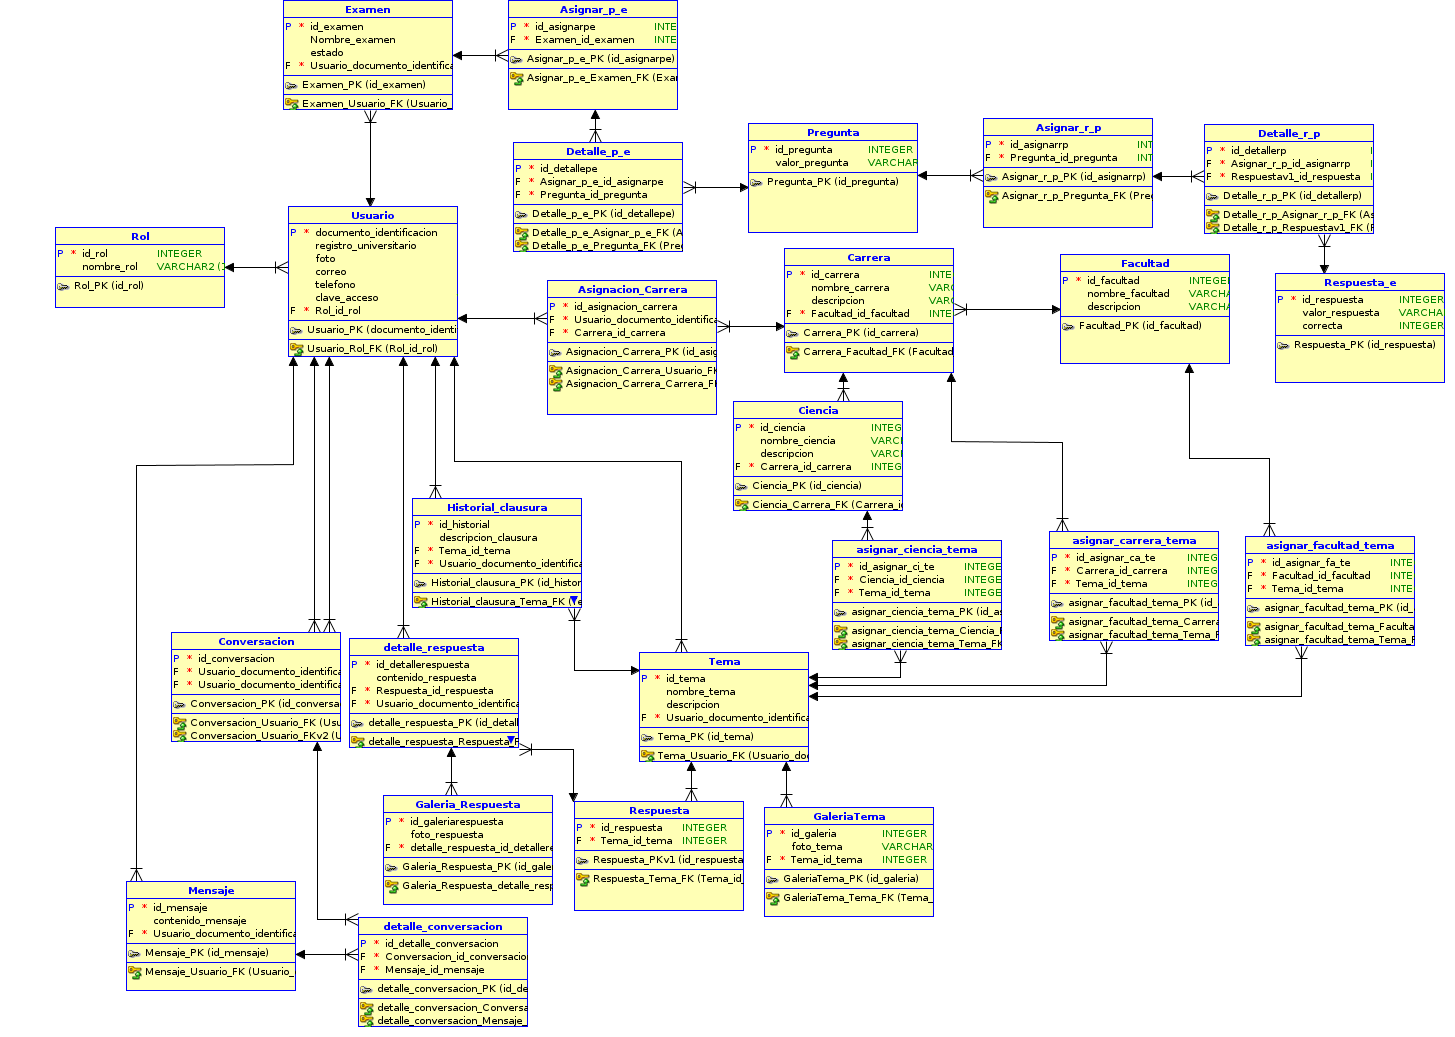 Examen
P * id_examen
Nombre_examen
estado
F * Usuario_documento_identifica
Examen_PK (id_examen)
Examen_Usuario_FK (Usuario_
Asignar_p_e
P * id_asignarpe INTE
F * Examen_id_examen INTE
Asignar_p_e_PK (id_asignarpe)
Asignar_p_e_Examen_FK (Exa
Detalle_p_e
P * id_detallepe
F * Asignar_p_e_id_asignarpe
F * Pregunta_id_pregunta
Detalle_p_e_PK (id_detallepe)
Detalle_p_e_Asignar_p_e_FK (A
Detalle_p_e_Pregunta_FK (Pre
Pregunta
P * id_pregunta INTEGER
valor_pregunta VARCHAR
Pregunta_PK (id_pregunta)
Asignar_r_p
P * id_asignarrp INT
F * Pregunta_id_pregunta INT
Asignar_r_p_PK (id_asignarrp)
Asignar_r_p_Pregunta_FK (Pre
Detalle_r_p
P * id_detallerp I
F * Asignar_r_p_id_asignarrp I
F * Respuestav1_id_respuesta I
Detalle_r_p_PK (id_detallerp)
Detalle_r_p_Asignar_r_p_FK (As
Detalle_r_p_Respuestav1_FK (R
Rol
P * id_rol INTEGER
nombre_rol VARCHAR2 (
Rol_PK (id_rol)
Usuario
P * documento_identificacion
registro_universitario
foto
correo
telefono
clave_acceso
F * Rol_id_rol
Usuario_PK (documento_identi
Usuario_Rol_FK (Rol_id_rol)
Asignacion_Carrera
P * id_asignacion_carrera
F * Usuario_documento_identifica
F * Carrera_id_carrera
Asignacion_Carrera_PK (id_asig
Asignacion_Carrera_Usuario_FK
Asignacion_Carrera_Carrera_FK
Carrera
P * id_carrera INTE
nombre_carrera VARC
descripcion VARC
F * Facultad_id_facultad INTE
Carrera_PK (id_carrera)
Carrera_Facultad_FK (Facultad
Facultad
P * id_facultad INTEGE
nombre_facultad VARCHA
descripcion VARCHA
Facultad_PK (id_facultad)
Respuesta_e
P * id_respuesta INTEGER
valor_respuesta VARCHA
correcta INTEGER
Respuesta_PK (id_respuesta)
Ciencia
P * id_ciencia INTEG
nombre_ciencia VARC
descripcion VARC
F * Carrera_id_carrera INTEG
Ciencia_PK (id_ciencia)
Ciencia_Carrera_FK (Carrera_i
Historial_clausura
P * id_historial
descripcion_clausura
F * Tema_id_tema
F * Usuario_documento_identifica
Historial_clausura_PK (id_histor
Historial_clausura_Tema_FK (Te
asignar_ciencia_tema
P * id_asignar_ci_te INTEGE
F * Ciencia_id_ciencia INTEGE
F * Tema_id_tema INTEGE
asignar_ciencia_tema_PK (id_as
asignar_ciencia_tema_Ciencia_
asignar_ciencia_tema_Tema_FK
asignar_carrera_tema
P * id_asignar_ca_te INTEG
F * Carrera_id_carrera INTEG
F * Tema_id_tema INTEG
asignar_facultad_tema_PK (id_
asignar_facultad_tema_Carrera
asignar_facultad_tema_Tema_F
asignar_facultad_tema
P * id_asignar_fa_te INTE
F * Facultad_id_facultad INTE
F * Tema_id_tema INTE
asignar_facultad_tema_PK (id_
asignar_facultad_tema_Faculta
asignar_facultad_tema_Tema_F
Conversacion
P * id_conversacion
F * Usuario_documento_identifica
F * Usuario_documento_identifica
Conversacion_PK (id_conversa
Conversacion_Usuario_FK (Usu
Conversacion_Usuario_FKv2 (U
detalle_respuesta
P * id_detallerespuesta
contenido_respuesta
F * Respuesta_id_respuesta
F * Usuario_documento_identifica
detalle_respuesta_PK (id_detall
detalle_respuesta_Respuesta_F
Tema
P * id_tema
nombre_tema
descripcion
F * Usuario_documento_identifica
Tema_PK (id_tema)
Tema_Usuario_FK (Usuario_do
Galeria_Respuesta
P * id_galeriarespuesta
foto_respuesta
F * detalle_respuesta_id_detallere
Galeria_Respuesta_PK (id_gale
Galeria_Respuesta_detalle_resp
Respuesta
P * id_respuesta INTEGER
F * Tema_id_tema INTEGER
Respuesta_PKv1 (id_respuesta
Respuesta_Tema_FK (Tema_id_
GaleriaTema
P * id_galeria INTEGER
foto_tema VARCHAR
F * Tema_id_tema INTEGER
GaleriaTema_PK (id_galeria)
GaleriaTema_Tema_FK (Tema_
Mensaje
P * id_mensaje
contenido_mensaje
F * Usuario_documento_identifica
Mensaje_PK (id_mensaje)
Mensaje_Usuario_FK (Usuario_
detalle_conversacion
P * id_detalle_conversacion
F * Conversacion_id_conversacio
F * Mensaje_id_mensaje
detalle_conversacion_PK (id_de
detalle_conversacion_Conversa
detalle_conversacion_Mensaje_